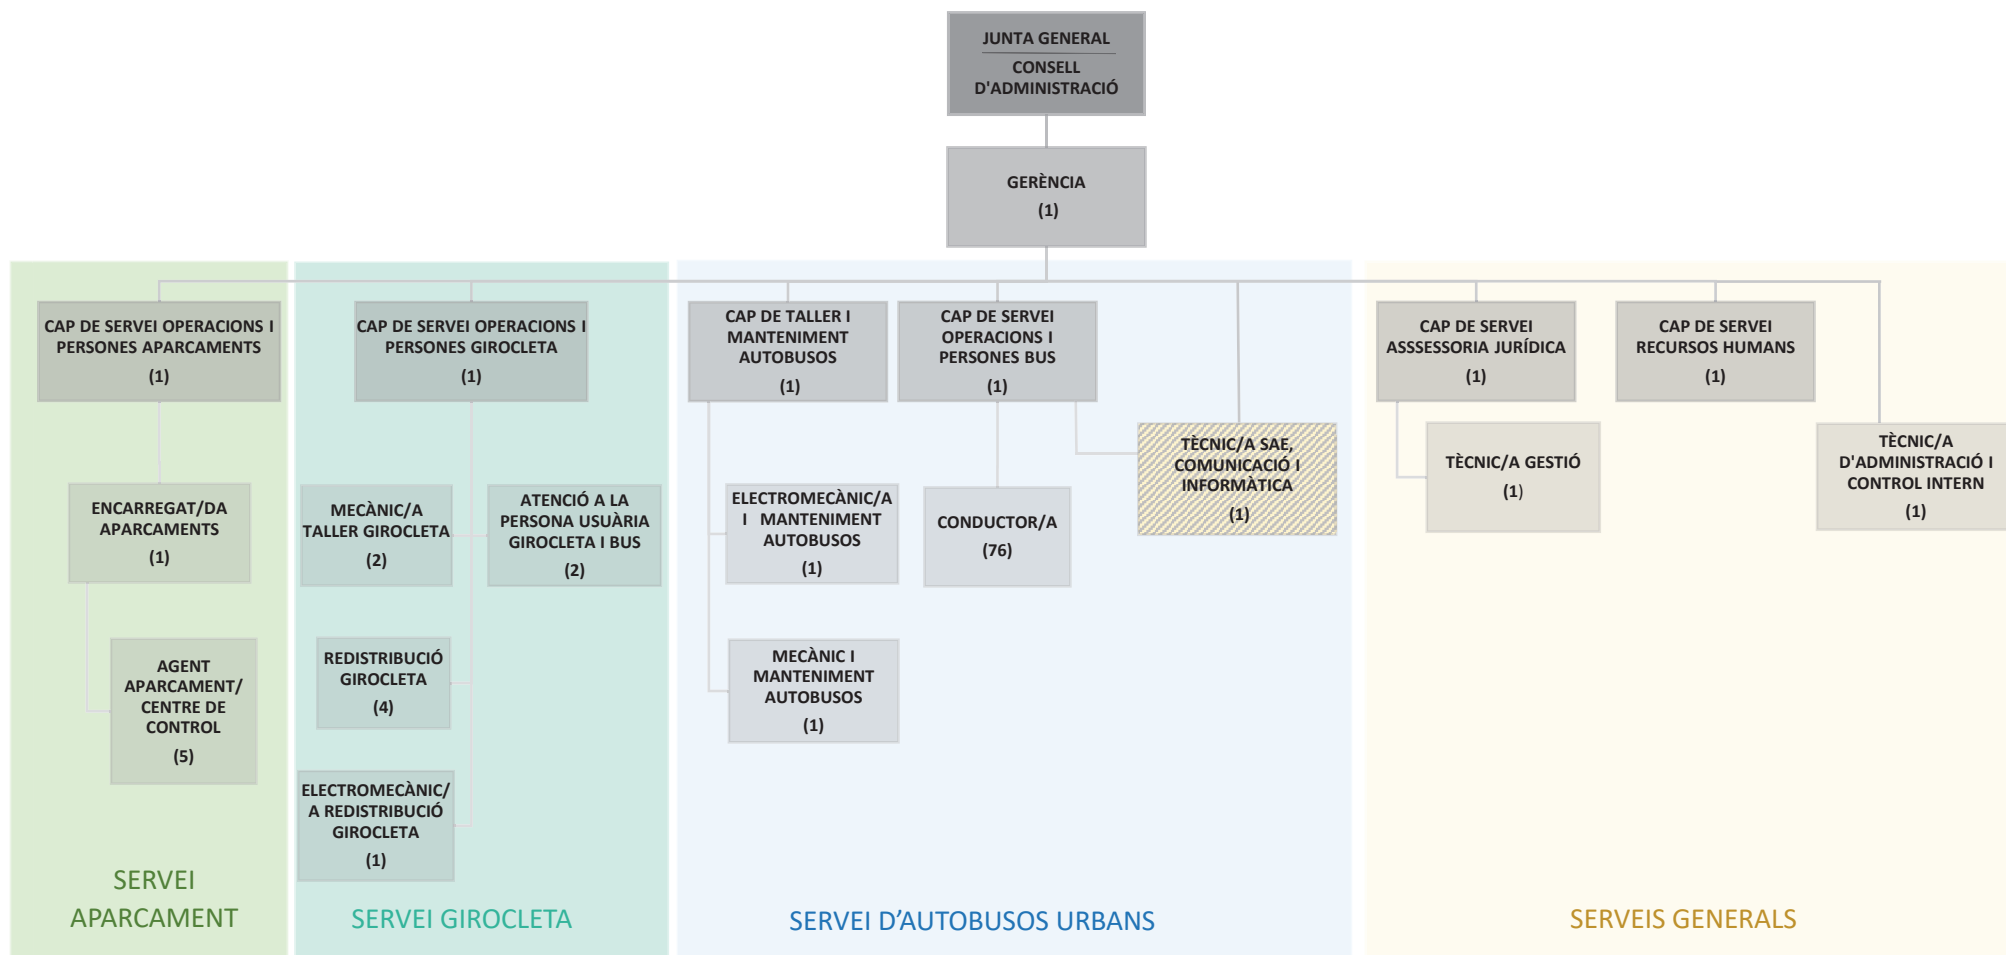 JUNTA GENERAL
CONSELL
D'ADMINISTRACIÓ
GERÈNCIA
(1)
CAP DE SERVEI OPERACIONS I
PERSONES APARCAMENTS
(1)
ENCARREGAT/DA
APARCAMENTS
(1)
AGENT
APARCAMENT/
CENTRE DE
CONTROL
(5)
SERVEI
APARCAMENT
CAP DE SERVEI OPERACIONS I
PERSONES GIROCLETA
(1)
MECÀNIC/A
TALLER GIROCLETA
(2)
ATENCIÓ A LA
PERSONA USUÀRIA
GIROCLETA I BUS
(2)
REDISTRIBUCIÓ
GIROCLETA
(4)
ELECTROMECÀNIC/
A REDISTRIBUCIÓ
GIROCLETA
(1)
SERVEI GIROCLETA
CAP DE TALLER I
MANTENIMENT
AUTOBUSOS
(1)
ELECTROMECÀNIC/A
I MANTENIMENT
AUTOBUSOS
(1)
MECÀNIC I
MANTENIMENT
AUTOBUSOS
(1)
CAP DE SERVEI
OPERACIONS I
PERSONES BUS
(1)
CONDUCTOR/A
(76)
TÈCNIC/A SAE,
COMUNICACIÓ I
INFORMÀTICA
(1)
SERVEI D’AUTOBUSOS URBANS
CAP DE SERVEI
ASSSESSORIA JURÍDICA
(1)
TÈCNIC/A GESTIÓ
(1)
CAP DE SERVEI
RECURSOS HUMANS
(1)
TÈCNIC/A
D'ADMINISTRACIÓ I
CONTROL INTERN
(1)
SERVEIS GENERALS